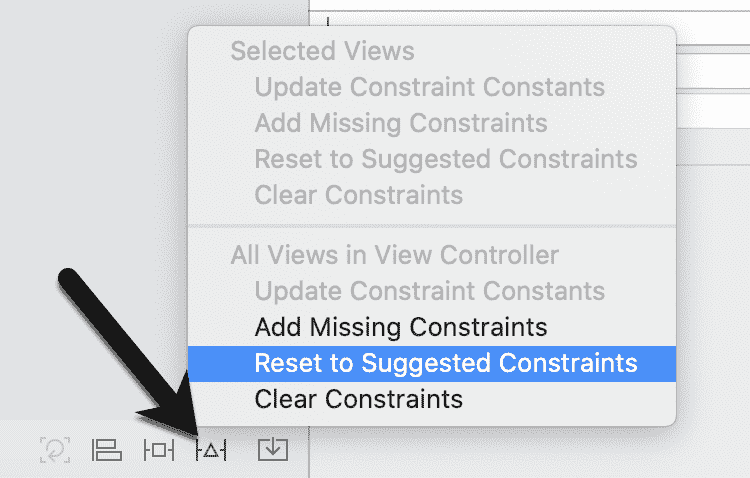 Selected Views
Update Constraint Constants
Add Missing Constraints
Reset to Suggested Constraints
Clear Constraints
All Views in View Controller
Update Constraint Constants
Add Missing Constraints
Reset to Suggested Constraints
Clear Constraints